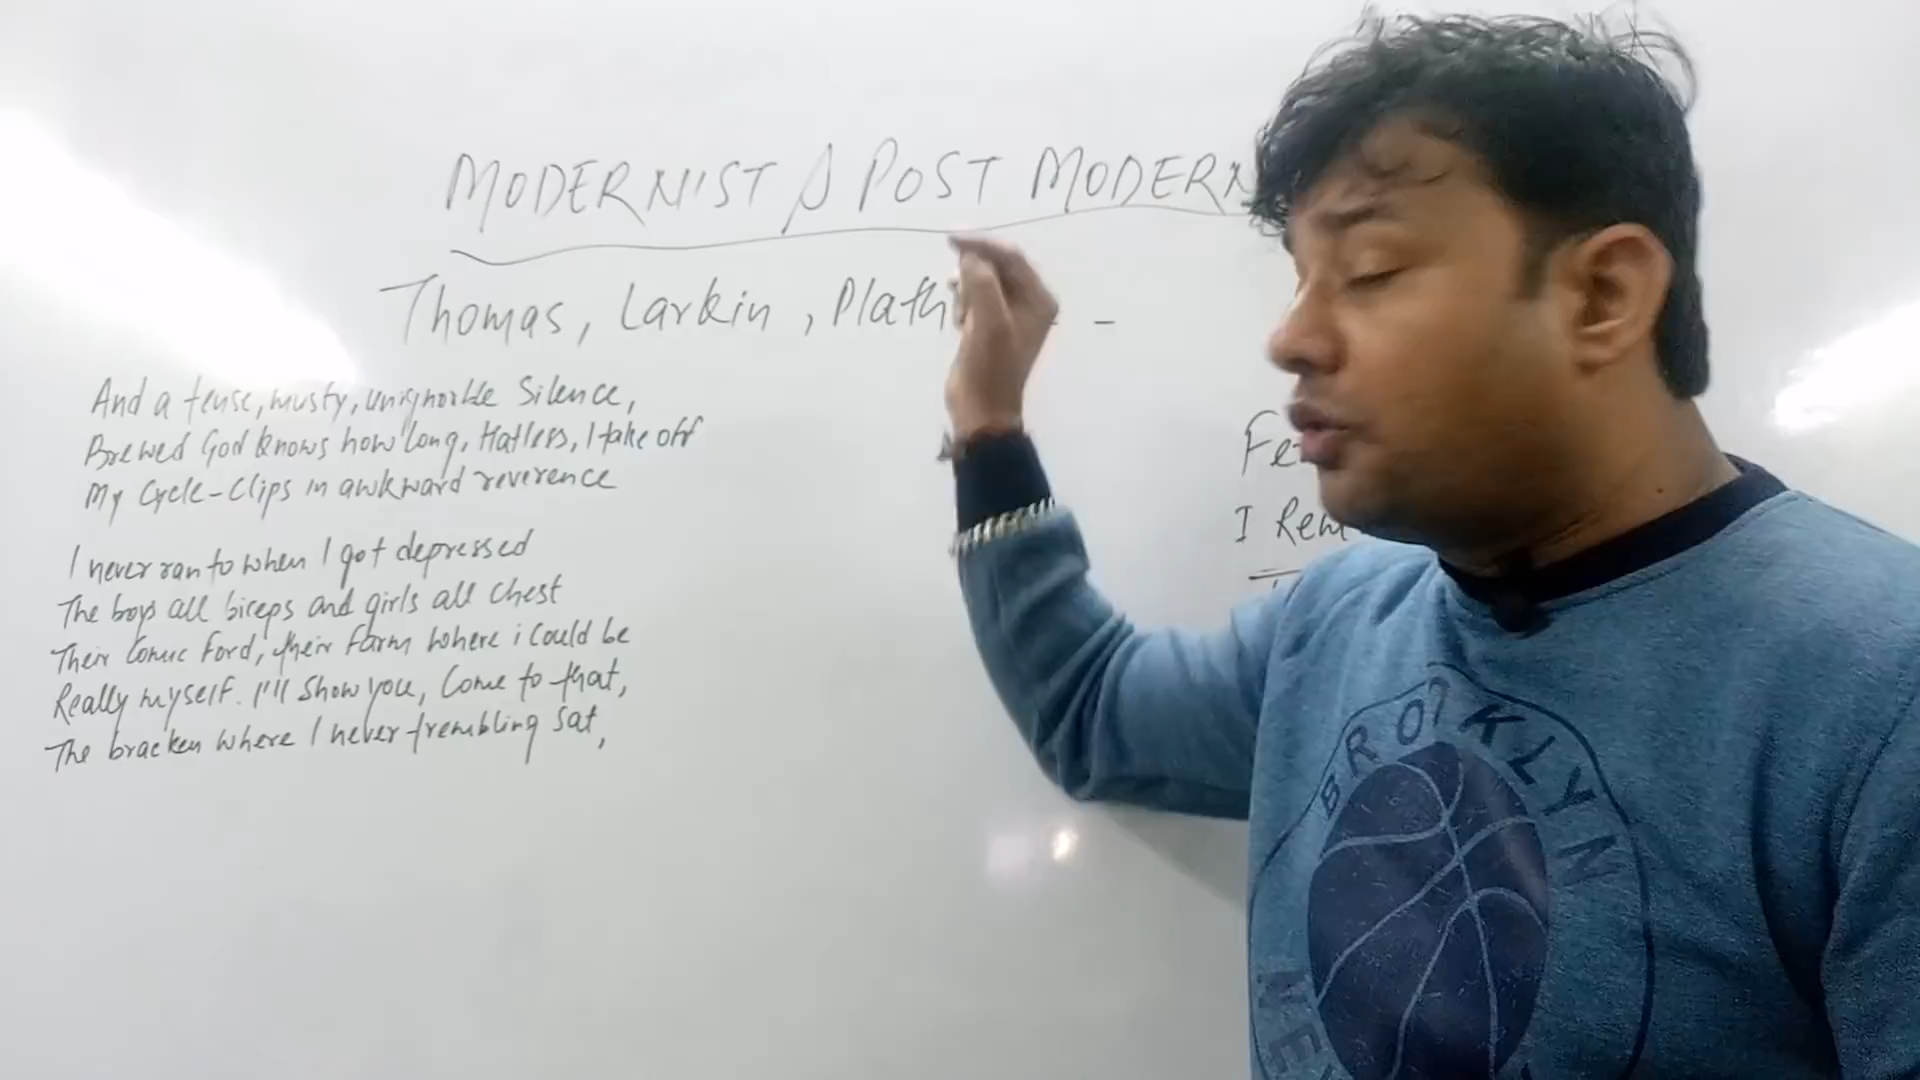 MODERNIST & POST MODERN
Thomas, Larkin, Plath - -
And a tense, musty, unignorble Silence,
Brewed God knows how long, Hatless, I take off
My Cycle-Clips in awkward reverence
I never ran to when I got depressed
The boys all biceps and girls all chest
Their Comic Ford, their farm where i could be
Really myself. I'll show you, Come to that,
The bracken where I never trembling sat,
I Rem
BROOKLYN
NE